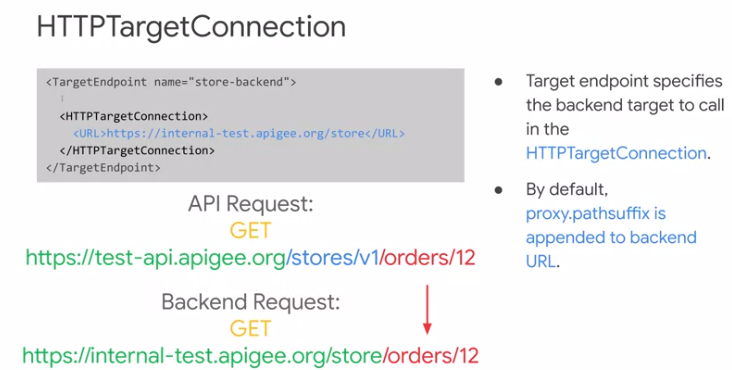 HTTPTargetConnection
<TargetEndpoint name="store-backend">
⋮
<HTTPTargetConnection>
<URL>https://internal-test.apigee.org/store</URL>
</HTTPTargetConnection>
</TargetEndpoint>
API Request:
GET
https://test-api.apigee.org/stores/v1/orders/12
Backend Request:
GET
https://internal-test.apigee.org/store/orders/12
● Target endpoint specifies
the backend target to call
in the
HTTPTargetConnection.
● By default,
proxy.pathsuffix is
appended to backend
URL.